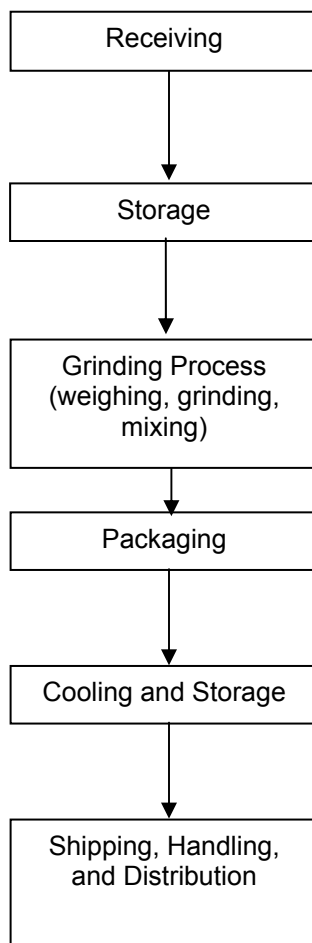 Receiving
Storage
Grinding Process
(weighing, grinding,
mixing)
Packaging
Cooling and Storage
Shipping, Handling,
and Distribution